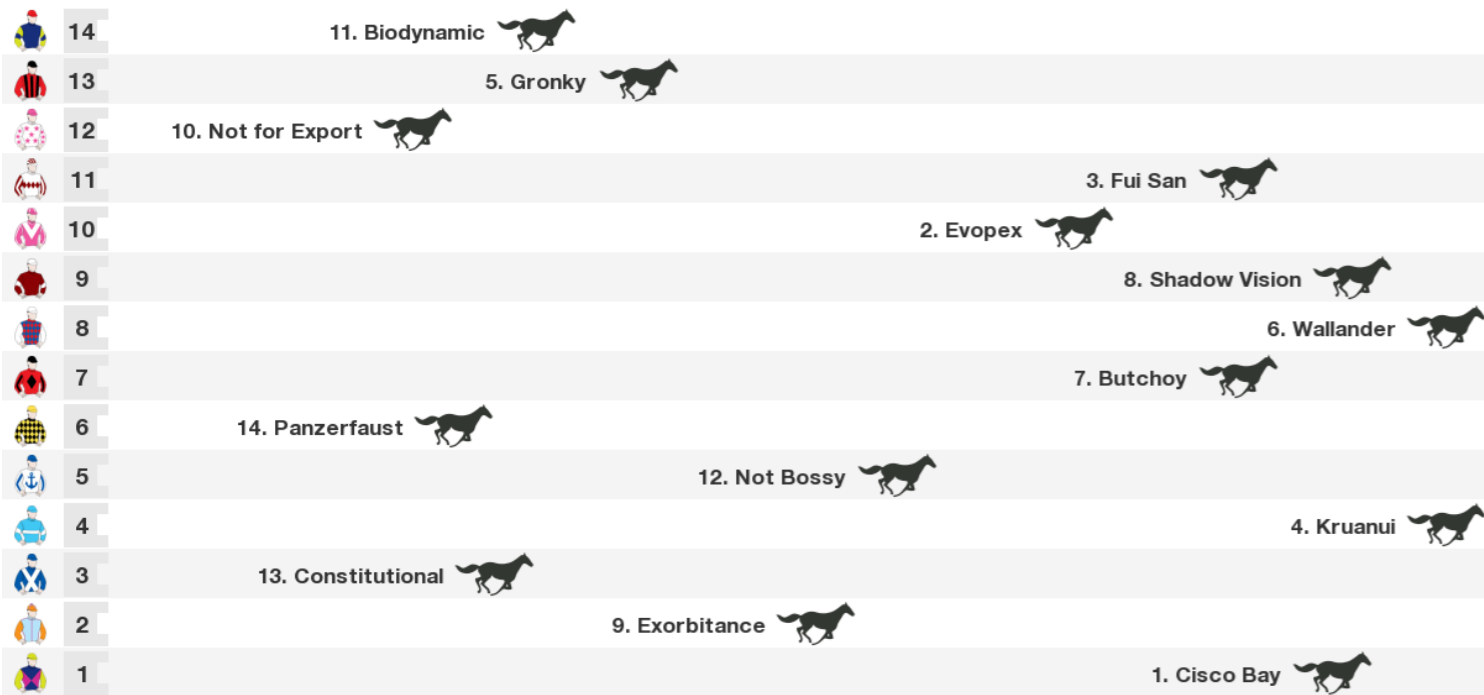 14 11. Biodynamic
13 5. Gronky
12 10. Not for Export
11 3. Fui San
10 2. Evopex
9 8. Shadow Vision
8 6. Wallander
7 7. Butchoy
6 14. Panzerfaust
5 12. Not Bossy
4 4. Kruanui
3 13. Constitutional
2 9. Exorbitance
1 1. Cisco Bay